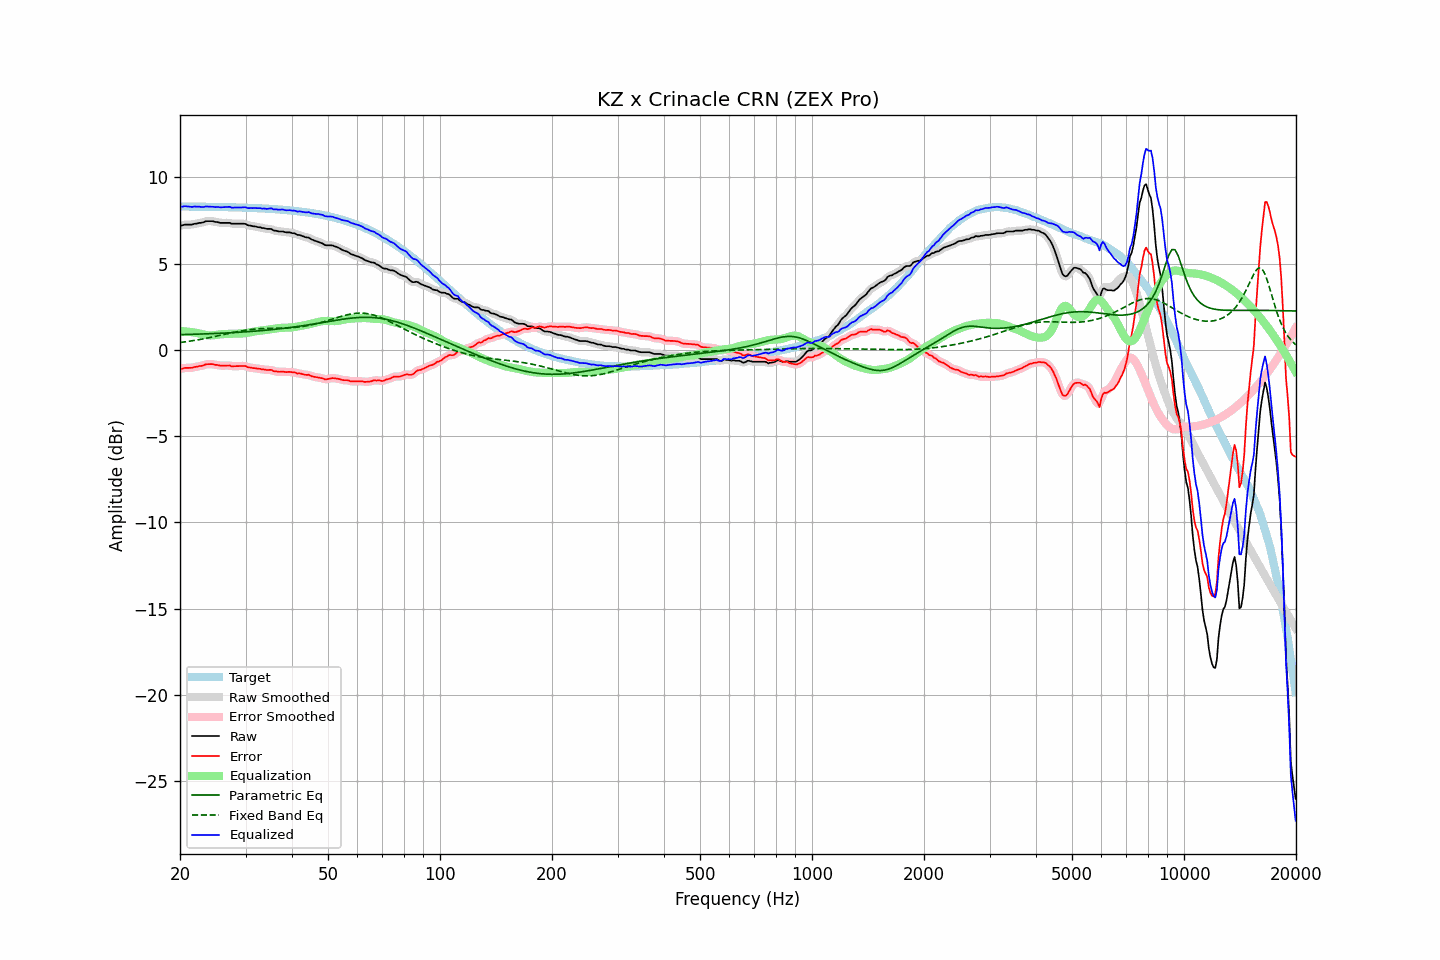 KZ x Crinacle CRN (ZEX Pro)
Amplitude (dBr)
10
5
0
−5
−10
−15
−20
−25
Target
Raw Smoothed
Error Smoothed
Raw
Error
Equalization
Parametric Eq
Fixed Band Eq
Equalized
20 50 100 200 500 1000 2000 5000 10000 20000
Frequency (Hz)